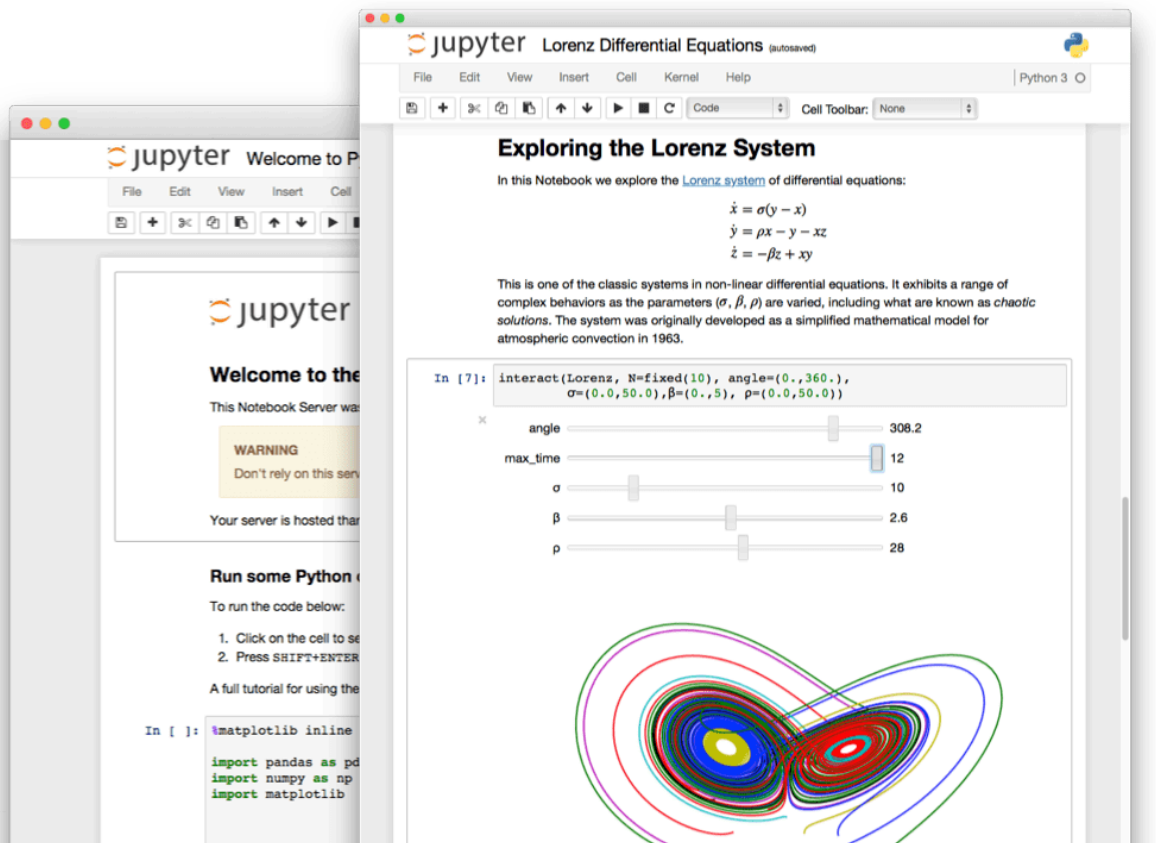 jupyter Lorenz Differential Equations (autosaved)
File Edit View Insert Cell Kernel Help Python 3
Code Cell Toolbar: None
Exploring the Lorenz System
In this Notebook we explore the Lorenz system of differential equations:
ẋ = σ(y − x)
ẏ = ρx − y − xz
ż = −βz + xy
This is one of the classic systems in non-linear differential equations. It exhibits a range of
complex behaviors as the parameters (σ, β, ρ) are varied, including what are known as chaotic
solutions. The system was originally developed as a simplified mathematical model for
atmospheric convection in 1963.
In [7]: interact(Lorenz, N=fixed(10), angle=(0.,360.),
σ=(0.0,50.0),β=(0.,5), ρ=(0.0,50.0))
angle 308.2
max_time 12
σ 10
β 2.6
ρ 28
jupyter Welcome to P
File Edit View Insert Cell
jupyter
Welcome to the
This Notebook Server was
WARNING
Don't rely on this serv
Your server is hosted than
Run some Python
To run the code below:
1. Click on the cell to se
2. Press SHIFT+ENTER
A full tutorial for using the
In [ ]: %matplotlib inline
import pandas as pd
import numpy as np
import matplotlib